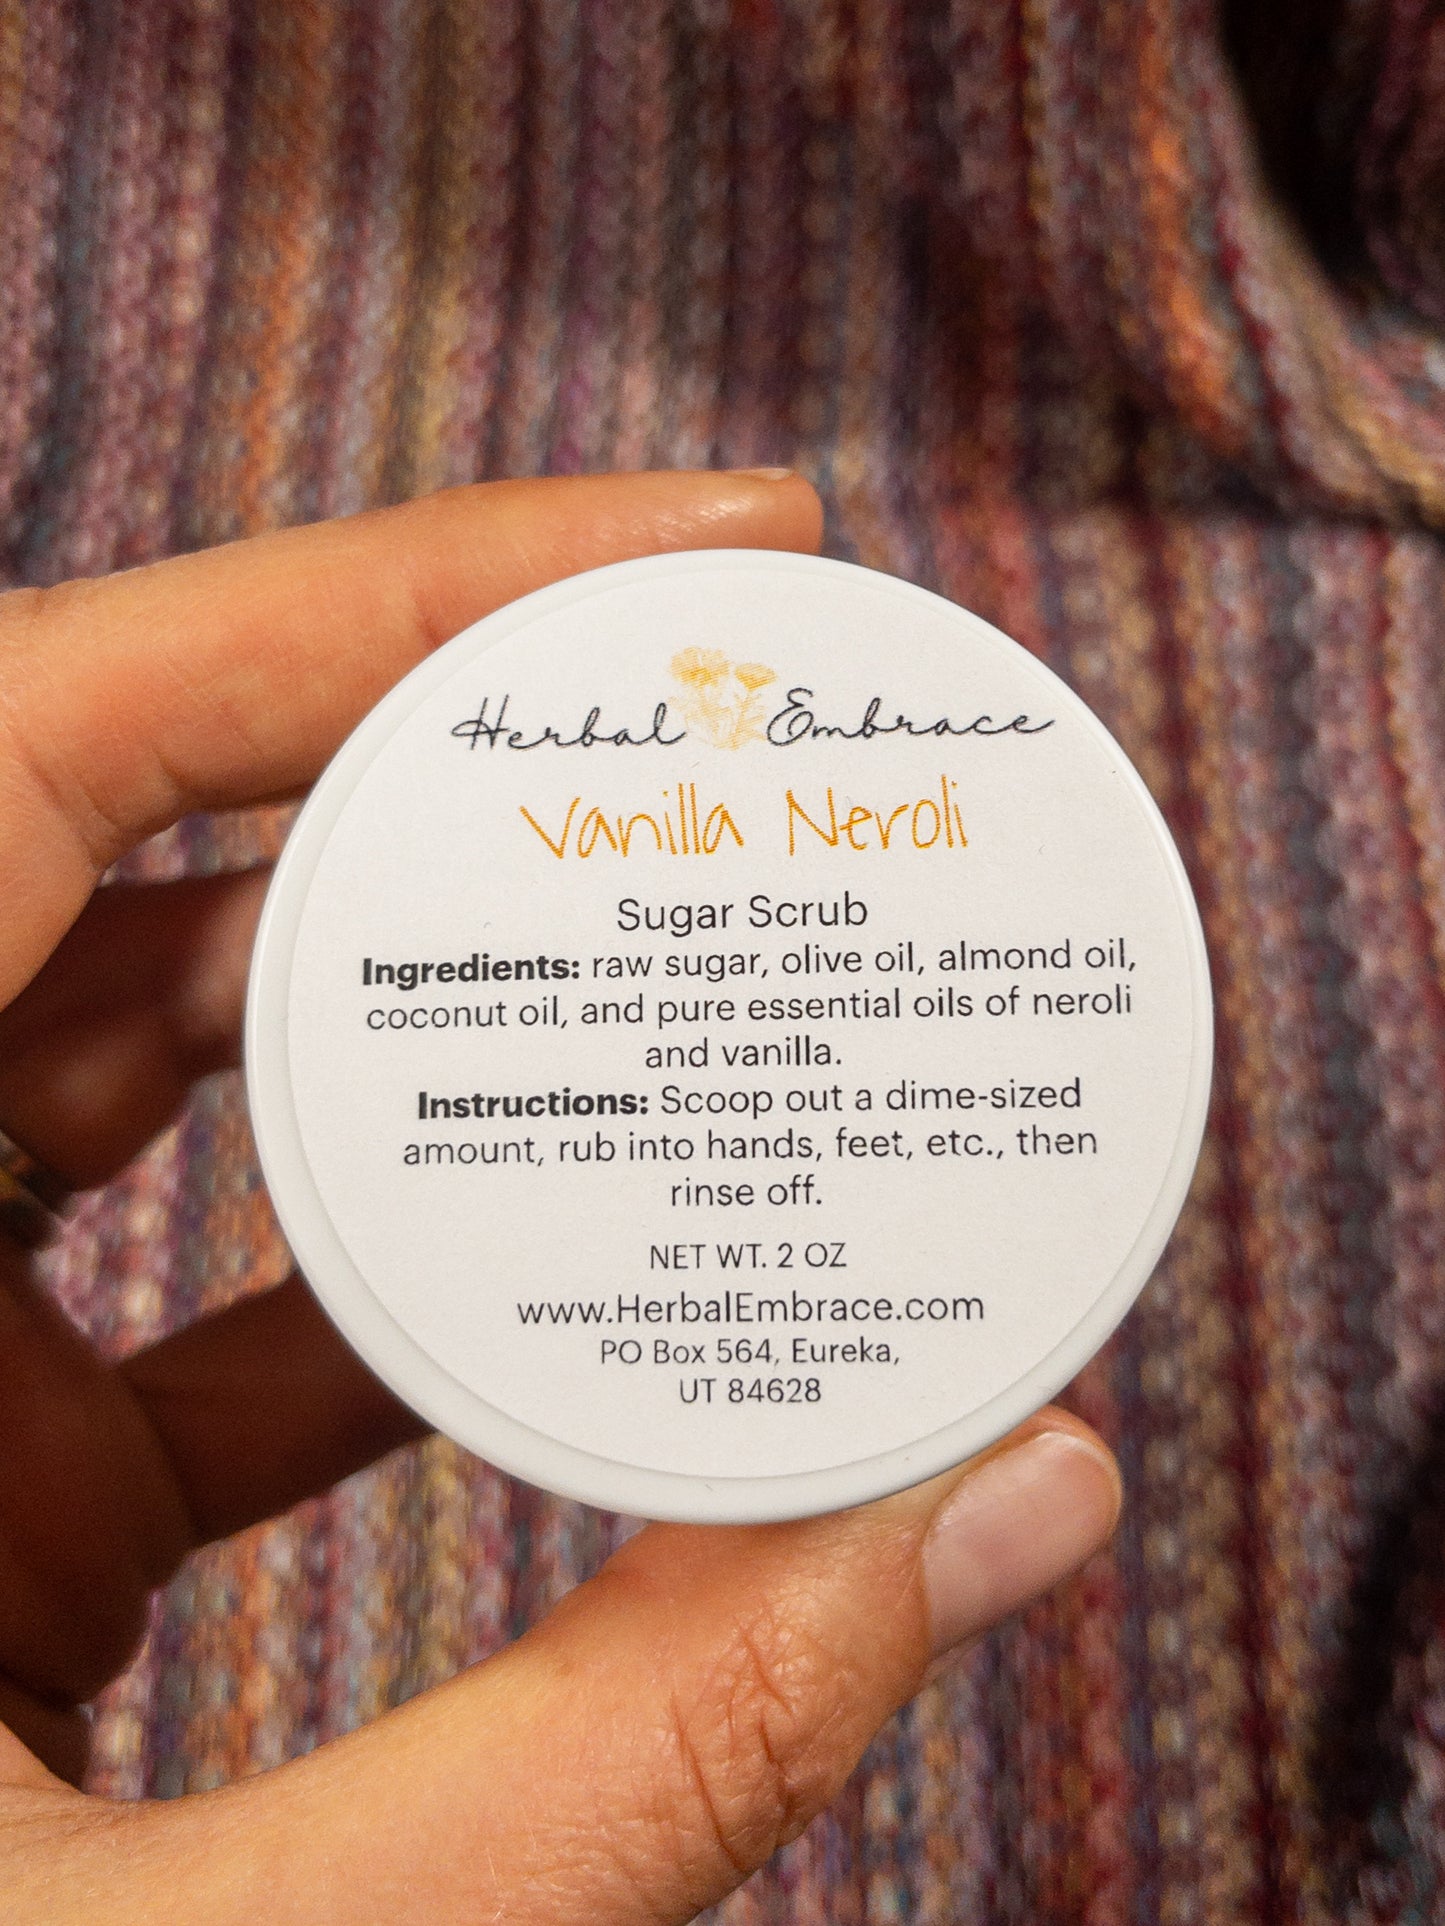 Herbal Embrace
Vanilla Neroli
Sugar Scrub
Ingredients: raw sugar, olive oil, almond oil,
coconut oil, and pure essential oils of neroli
and vanilla.
Instructions: Scoop out a dime-sized
amount, rub into hands, feet, etc., then
rinse off.
NET WT. 2 OZ
www.HerbalEmbrace.com
PO Box 564, Eureka,
UT 84628